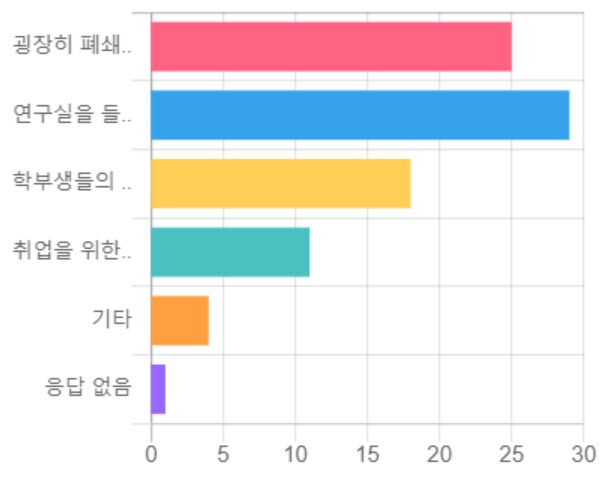 굉장히 폐쇄..
연구실을 들..
학부생들의 ..
취업을 위한..
기타
응답 없음
0 5 10 15 20 25 30